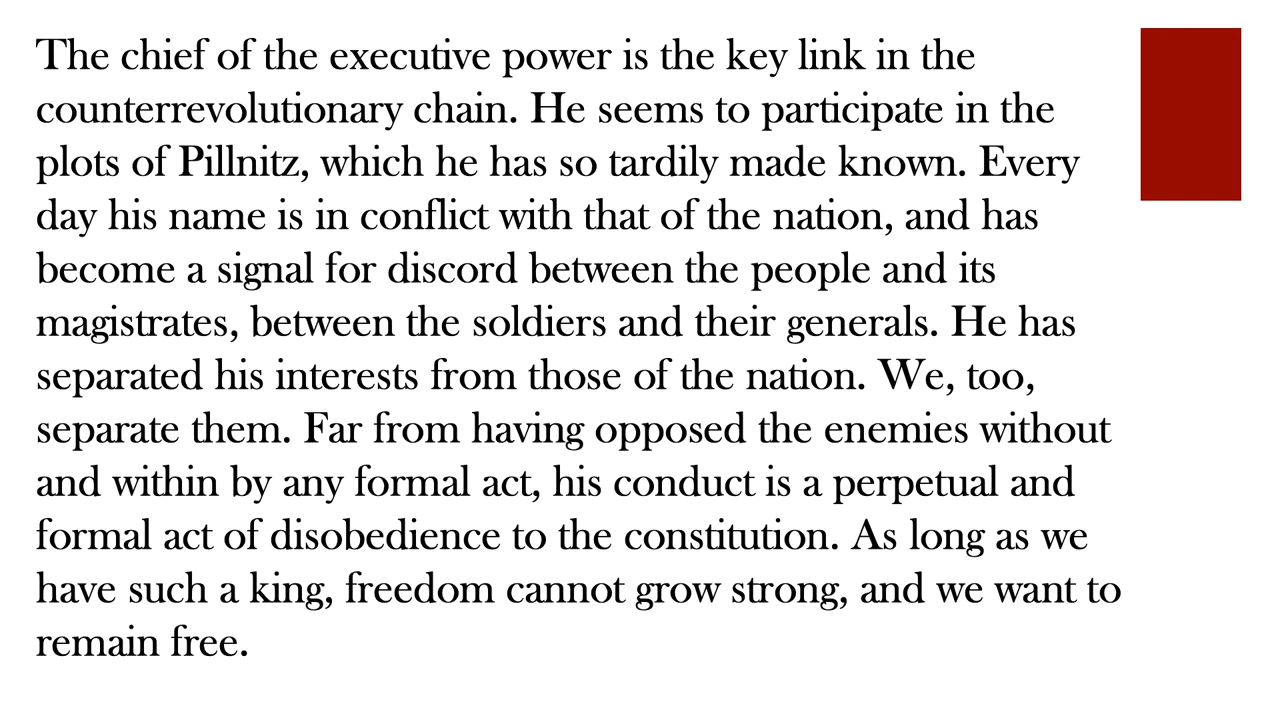 The chief of the executive power is the key link in the
counterrevolutionary chain. He seems to participate in the
plots of Pillnitz, which he has so tardily made known. Every
day his name is in conflict with that of the nation, and has
become a signal for discord between the people and its
magistrates, between the soldiers and their generals. He has
separated his interests from those of the nation. We, too,
separate them. Far from having opposed the enemies without
and within by any formal act, his conduct is a perpetual and
formal act of disobedience to the constitution. As long as we
have such a king, freedom cannot grow strong, and we want to
remain free.